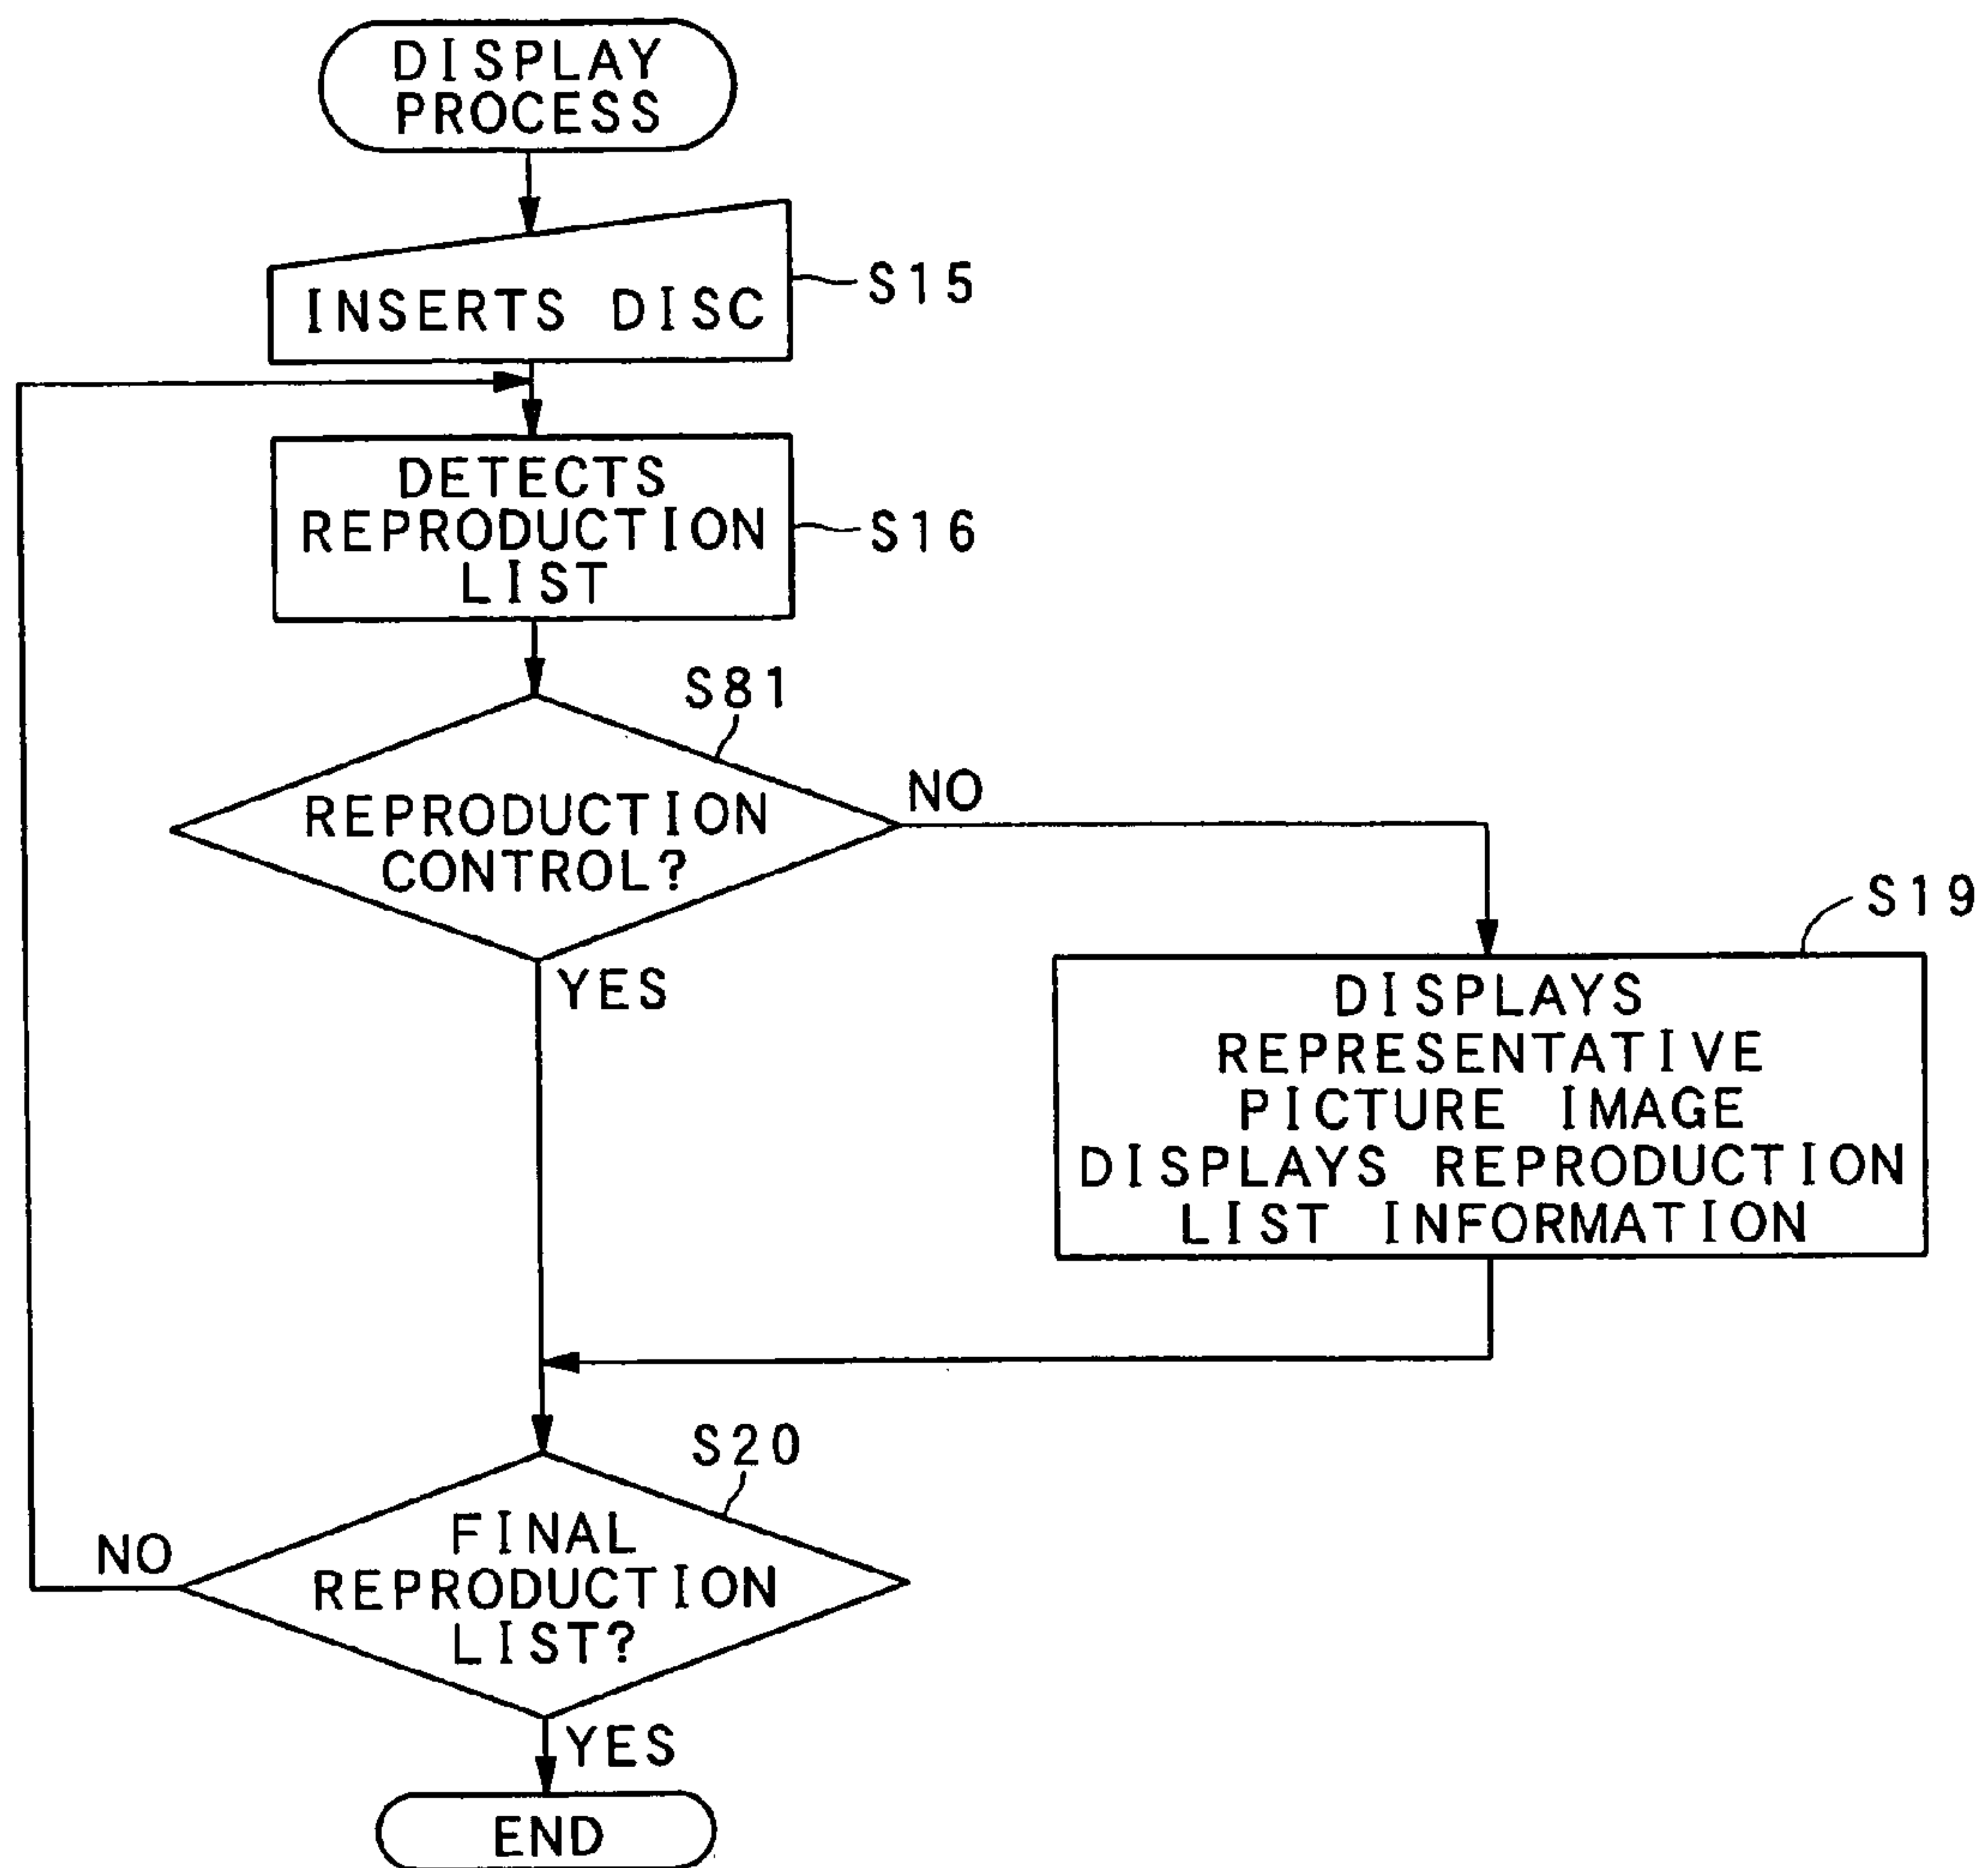 DISPLAY
PROCESS
INSERTS DISC
S15
DETECTS
REPRODUCTION
LIST
S16
S81
REPRODUCTION
CONTROL?
NO
YES
S19
DISPLAYS
REPRESENTATIVE
PICTURE IMAGE
DISPLAYS REPRODUCTION
LIST INFORMATION
S20
FINAL
REPRODUCTION
LIST?
NO
YES
END